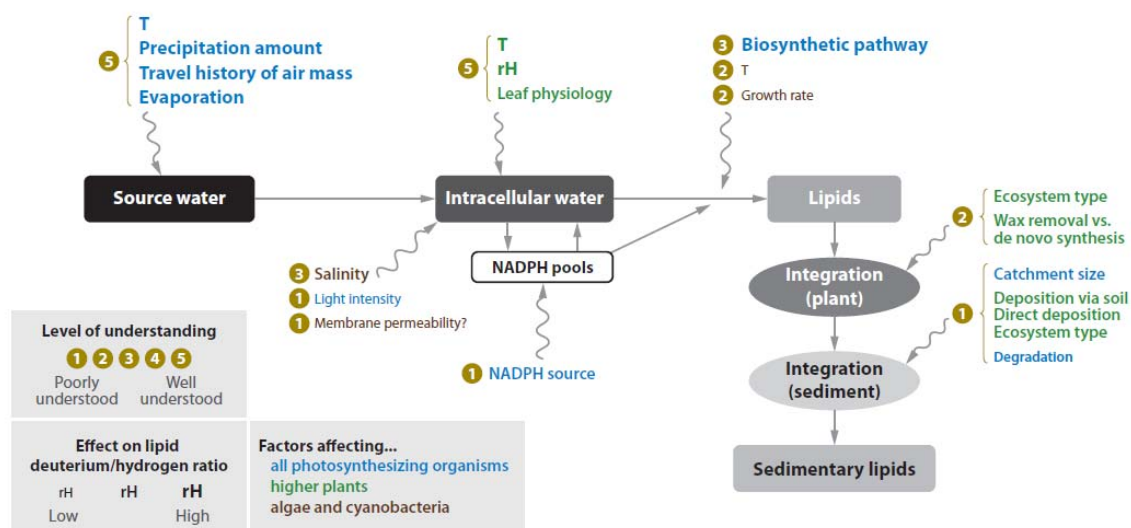 5
T
Precipitation amount
Travel history of air mass
Evaporation
5
T
rH
Leaf physiology
3 Biosynthetic pathway
2 T
2 Growth rate
Source water
Intracellular water
Lipids
NADPH pools
3 Salinity
1 Light intensity
1 Membrane permeability?
1 NADPH source
2
Ecosystem type
Wax removal vs.
de novo synthesis
Integration
(plant)
1
Catchment size
Deposition via soil
Direct deposition
Ecosystem type
Degradation
Integration
(sediment)
Sedimentary lipids
Level of understanding
1 2 3 4 5
Poorly understood
Well understood
Effect on lipid
deuterium/hydrogen ratio
rH rH rH
Low High
Factors affecting...
all photosynthesizing organisms
higher plants
algae and cyanobacteria